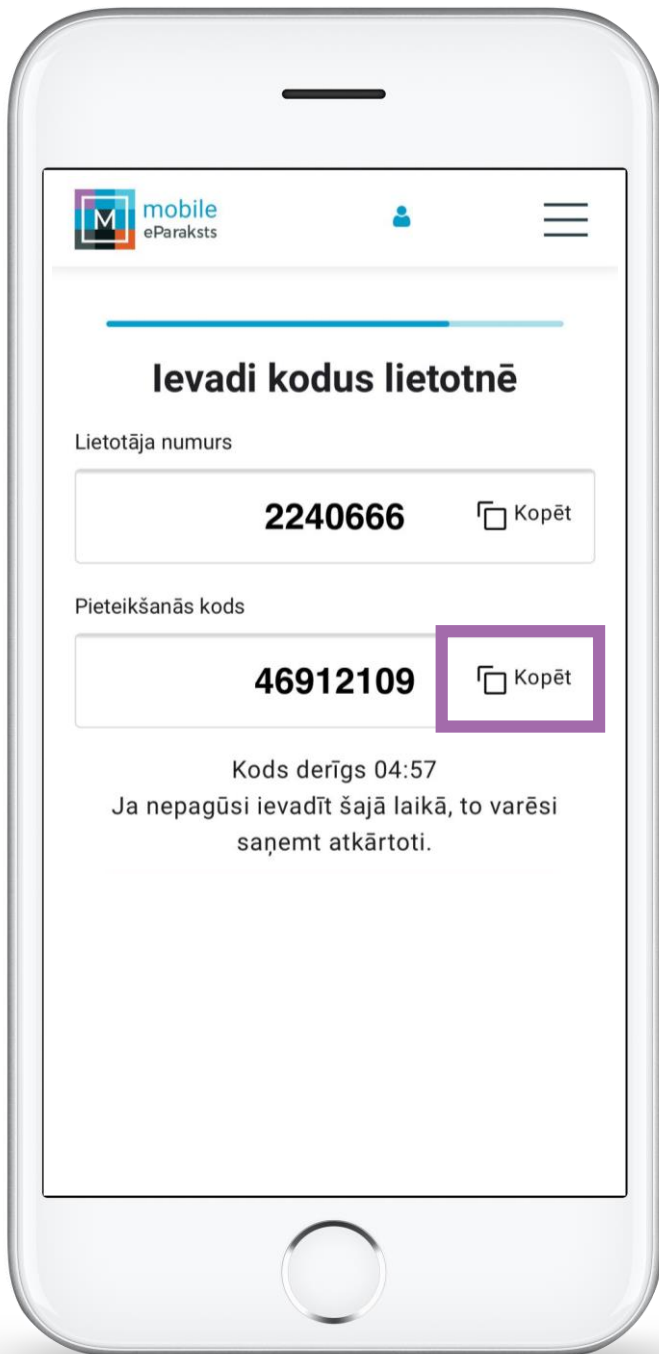 M
mobile
eParaksts
Ievadi kodus lietotnē
Lietotāja numurs
2240666 Kopēt
Pieteikšanās kods
46912109 Kopēt
Kods derīgs 04:57
Ja nepagūsi ievadīt šajā laikā, to varēsi
saņemt atkārtoti.